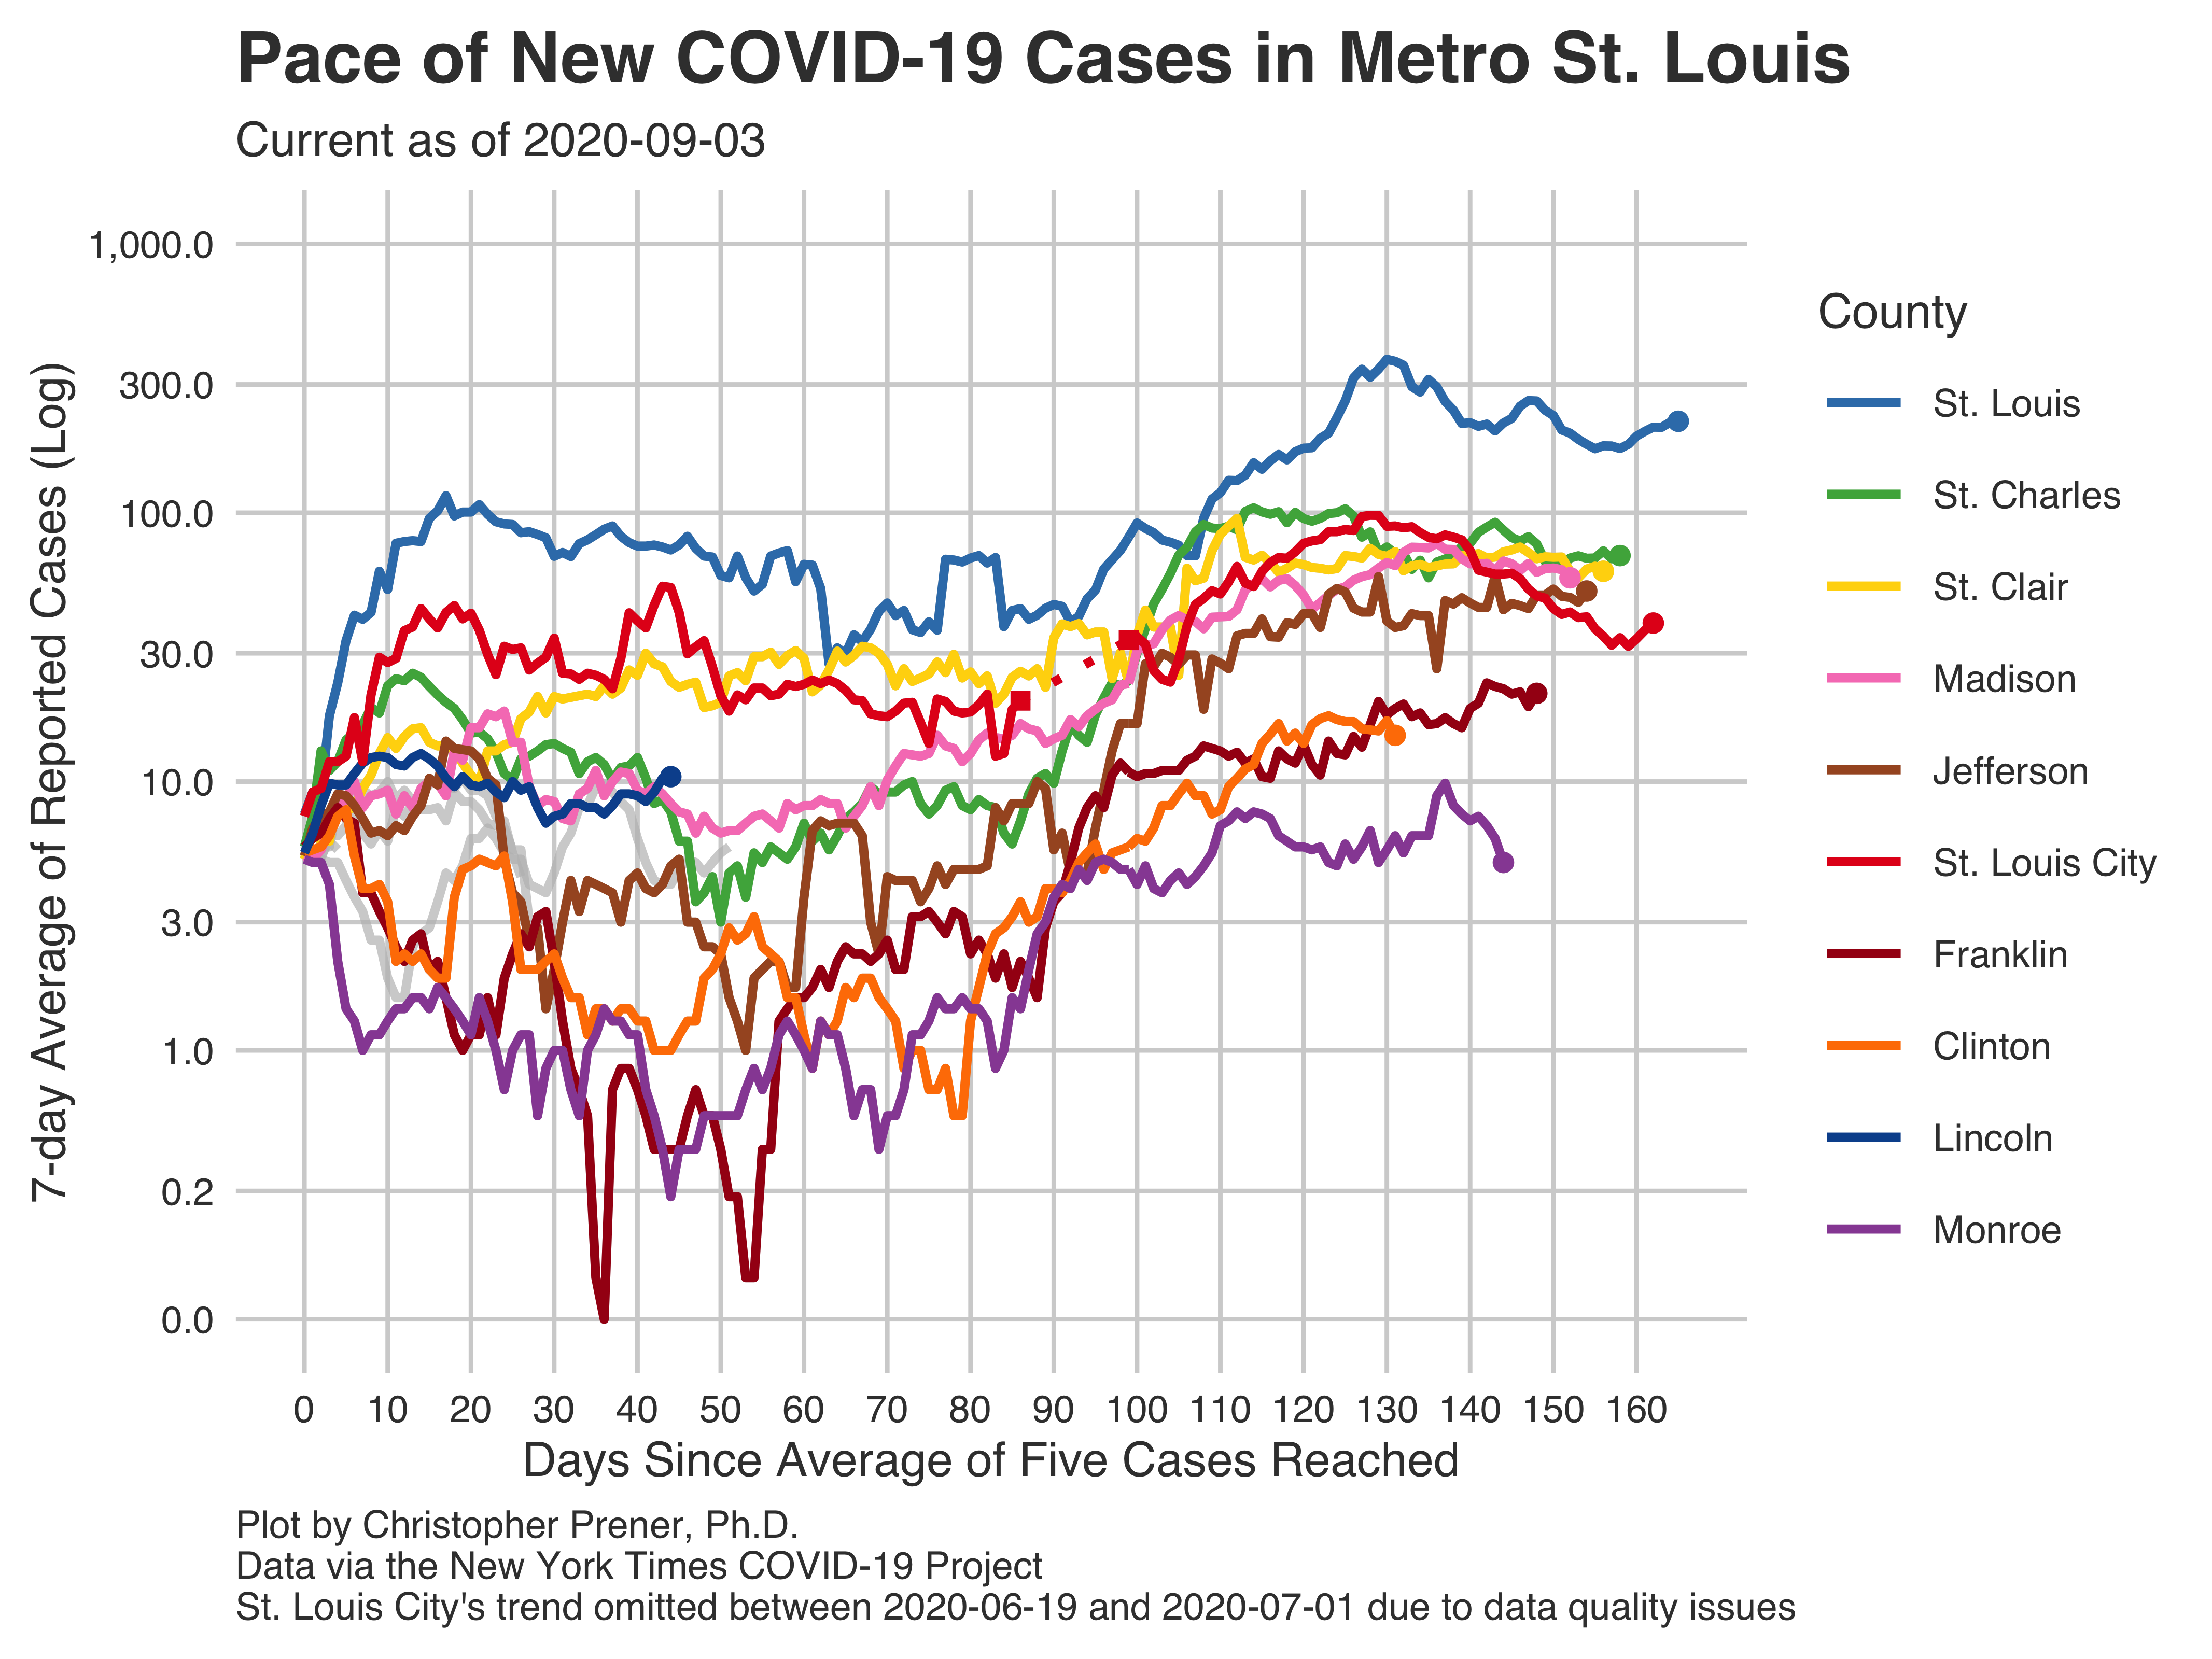 Pace of New COVID-19 Cases in Metro St. Louis
Current as of 2020-09-03
7-day Average of Reported Cases (Log)
1,000.0
300.0
100.0
30.0
10.0
3.0
1.0
0.2
0.0
0 10 20 30 40 50 60 70 80 90 100 110 120 130 140 150 160
Days Since Average of Five Cases Reached
County
St. Louis
St. Charles
St. Clair
Madison
Jefferson
St. Louis City
Franklin
Clinton
Lincoln
Monroe
Plot by Christopher Prener, Ph.D.
Data via the New York Times COVID-19 Project
St. Louis City's trend omitted between 2020-06-19 and 2020-07-01 due to data quality issues